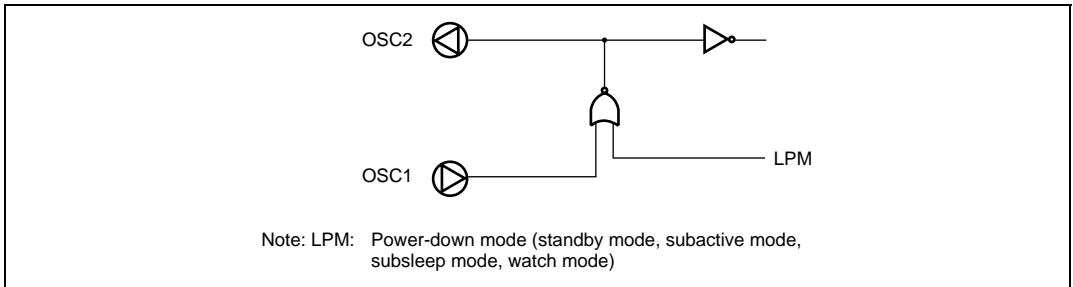 OSC2
LPM
OSC1
Note: LPM: Power-down mode (standby mode, subactive mode,
subsleep mode, watch mode)